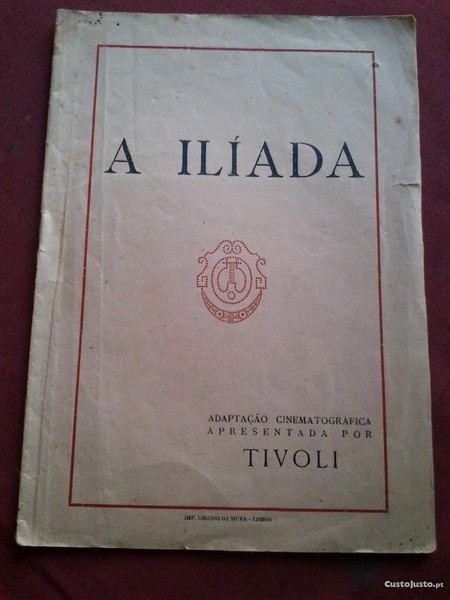 A ILÍADA
ADAPTAÇÃO CINEMATOGRÁFICA
APRESENTADA POR
TIVOLI
IMP. LIBANIO DA SILVA – LISBOA
CustoJusto.pt